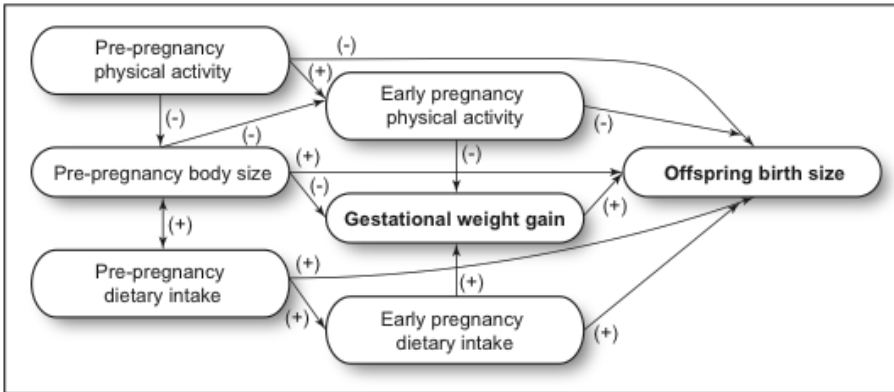 Pre-pregnancy
physical activity
(-)
(+)
Early pregnancy
physical activity
(-)
(-)
(-)
(-)
Pre-pregnancy body size
(+)
(-)
Offspring birth size
Gestational weight gain
(+)
(+)
Pre-pregnancy
dietary intake
(+)
(+)
(+)
Early pregnancy
dietary intake
(+)